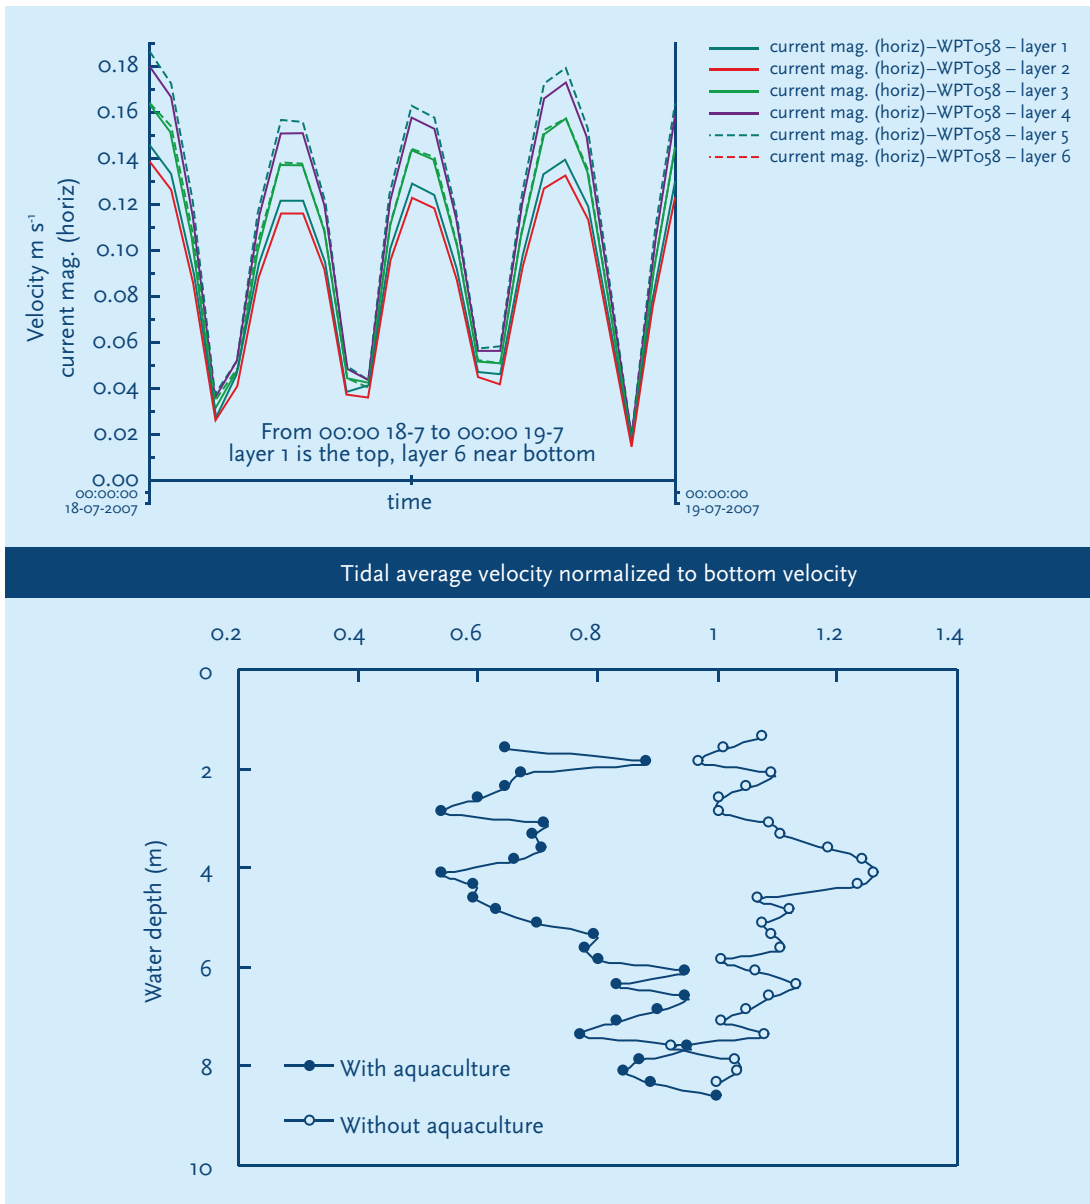 current mag. (horiz)–WPT058 – layer 1
current mag. (horiz)–WPT058 – layer 2
current mag. (horiz)–WPT058 – layer 3
current mag. (horiz)–WPT058 – layer 4
current mag. (horiz)–WPT058 – layer 5
current mag. (horiz)–WPT058 – layer 6
Velocity m s⁻¹
current mag. (horiz)
0.18
0.16
0.14
0.12
0.10
0.08
0.06
0.04
0.02
0.00
From 00:00 18-7 to 00:00 19-7
layer 1 is the top, layer 6 near bottom
00:00:00
18-07-2007
time
00:00:00
19-07-2007
Tidal average velocity normalized to bottom velocity
0.2 0.4 0.6 0.8 1 1.2 1.4
Water depth (m)
0
2
4
6
8
10
With aquaculture
Without aquaculture